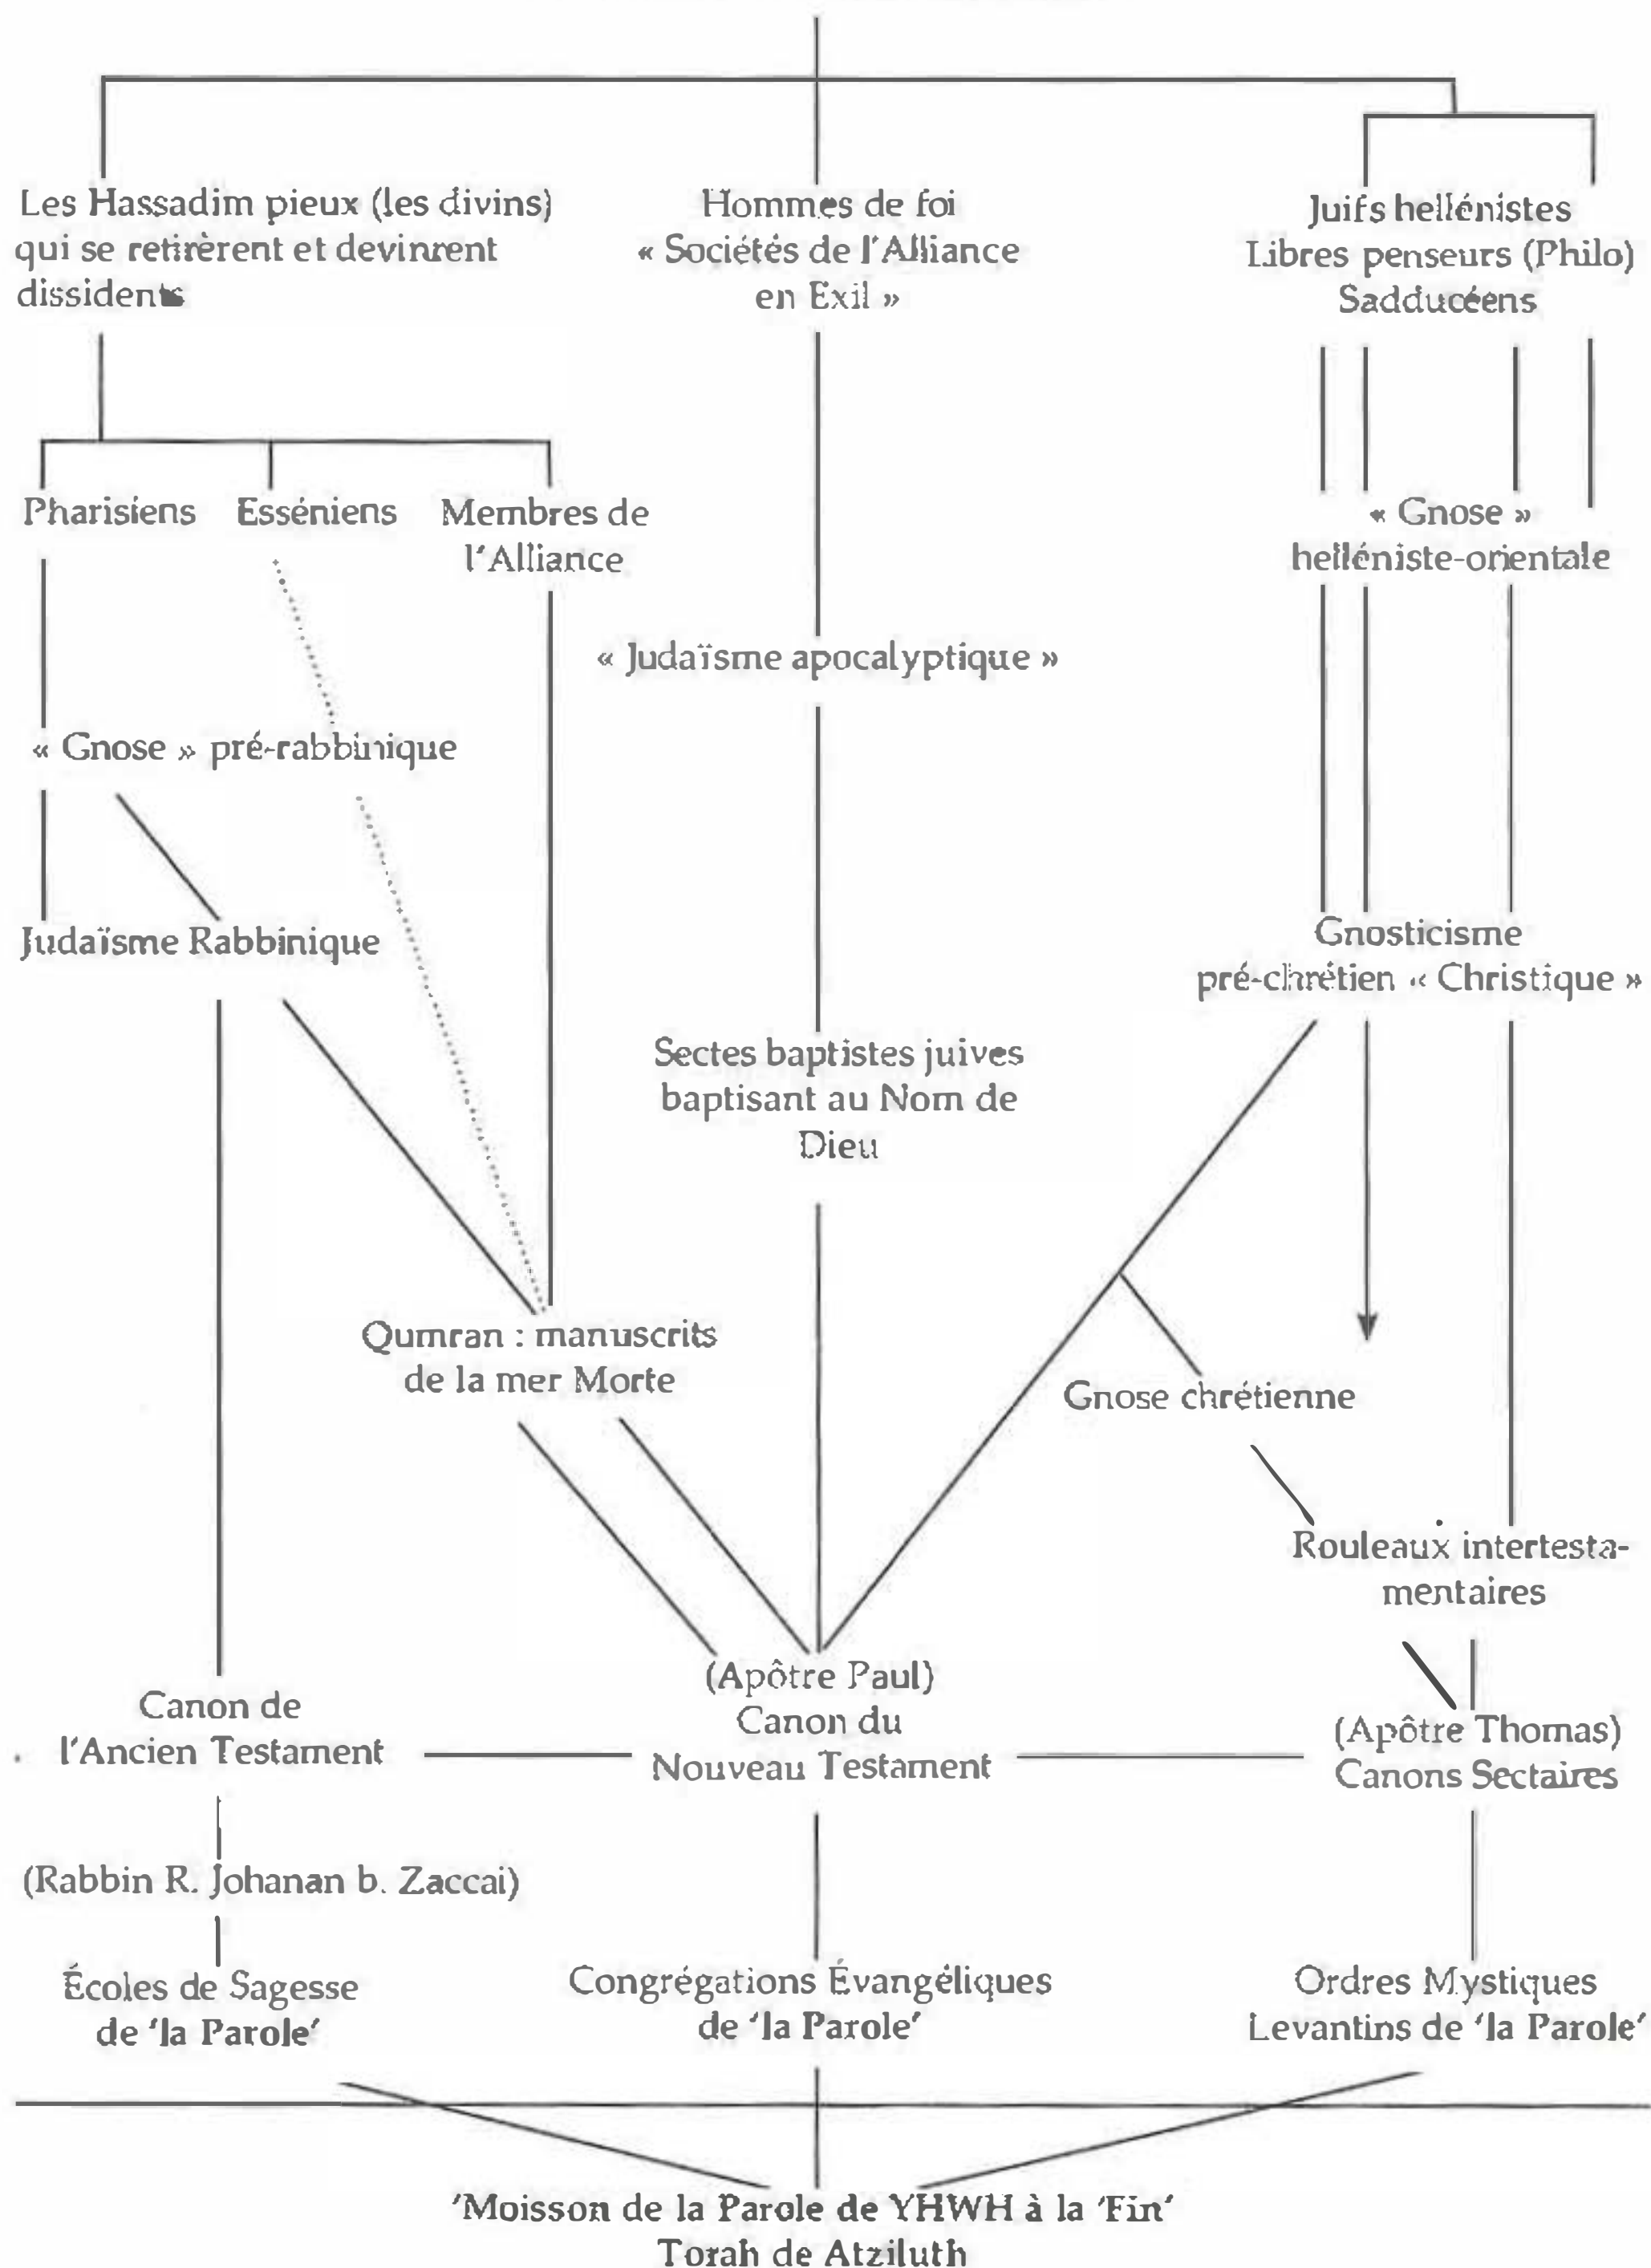 Les Hassadim pieux (les divins)
qui se retirèrent et devinrent
dissidents
Hommes de foi
« Sociétés de l'Alliance
en Exil »
Juifs hellénistes
Libres penseurs (Philo)
Sadducéens
Pharisiens
Esséniens
Membres de
l'Alliance
« Gnose »
helléniste-orientale
« Judaïsme apocalyptique »
« Gnose » pré-rabbinique
Judaïsme Rabbinique
Gnosticisme
pré-chrétien « Christique »
Sectes baptistes juives
baptisant au Nom de
Dieu
Qumran : manuscrits
de la mer Morte
Gnose chrétienne
Rouleaux intertesta-
mentaires
Canon de
l'Ancien Testament
(Apôtre Paul)
Canon du
Nouveau Testament
(Apôtre Thomas)
Canons Sectaires
(Rabbin R. Johanan b. Zaccai)
Écoles de Sagesse
de 'la Parole'
Congrégations Évangéliques
de 'la Parole'
Ordres Mystiques
Levantins de 'la Parole'
'Moisson de la Parole de YHWH à la 'Fin'
Torah de Atziluth